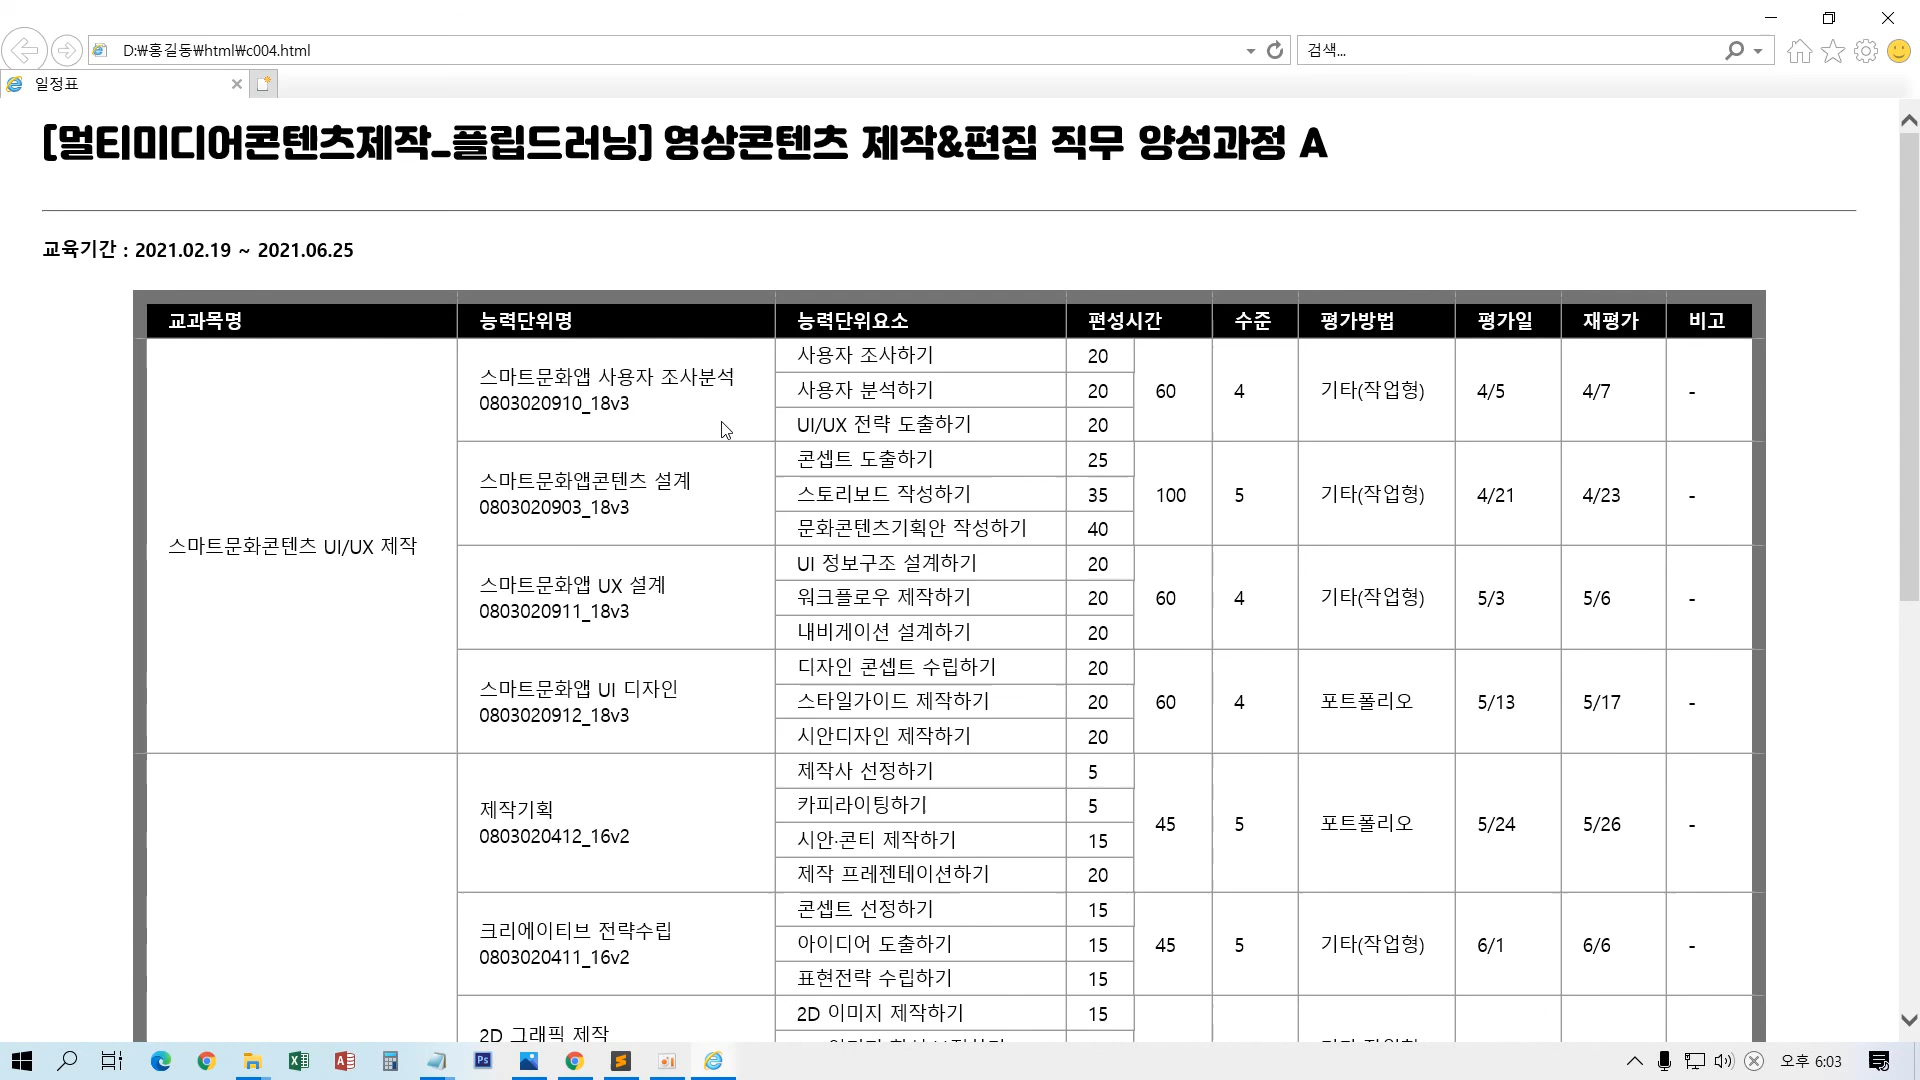 D:₩홍길동₩html₩c004.html
검색...
일정표
[멀티미디어콘텐츠제작_플립드러닝] 영상콘텐츠 제작&편집 직무 양성과정 A
교육기간 : 2021.02.19 ~ 2021.06.25
교과목명 능력단위명 능력단위요소 편성시간 수준 평가방법 평가일 재평가 비고
스마트문화콘텐츠 UI/UX 제작
스마트문화앱 사용자 조사분석
0803020910_18v3
사용자 조사하기 20
사용자 분석하기 20
UI/UX 전략 도출하기 20
60 4 기타(작업형) 4/5 4/7 -
스마트문화앱콘텐츠 설계
0803020903_18v3
콘셉트 도출하기 25
스토리보드 작성하기 35
문화콘텐츠기획안 작성하기 40
100 5 기타(작업형) 4/21 4/23 -
스마트문화앱 UX 설계
0803020911_18v3
UI 정보구조 설계하기 20
워크플로우 제작하기 20
내비게이션 설계하기 20
60 4 기타(작업형) 5/3 5/6 -
스마트문화앱 UI 디자인
0803020912_18v3
디자인 콘셉트 수립하기 20
스타일가이드 제작하기 20
시안디자인 제작하기 20
60 4 포트폴리오 5/13 5/17 -
제작기획
0803020412_16v2
제작사 선정하기 5
카피라이팅하기 5
시안·콘티 제작하기 15
제작 프레젠테이션하기 20
45 5 포트폴리오 5/24 5/26 -
크리에이티브 전략수립
0803020411_16v2
콘셉트 선정하기 15
아이디어 도출하기 15
표현전략 수립하기 15
45 5 기타(작업형) 6/1 6/6 -
2D 그래픽 제작
2D 이미지 제작하기 15
오후 6:03